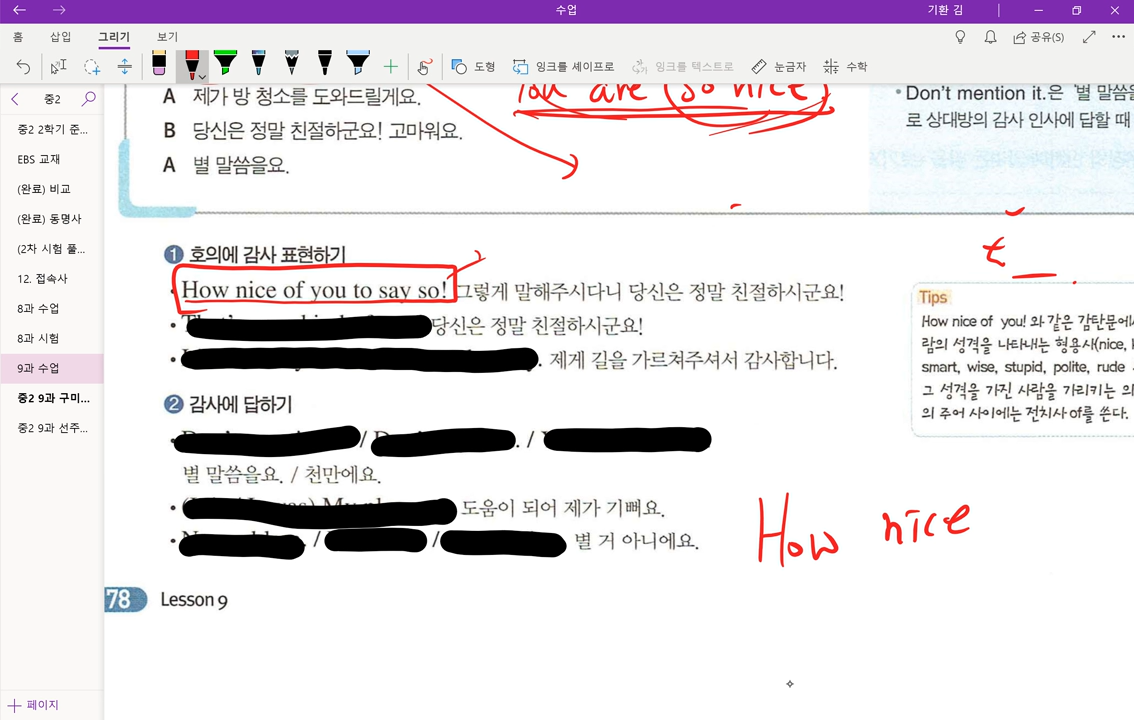 수업
기환 김
홈 삽입 그리기 보기
공유(S)
도형 잉크를 셰이프로 잉크를 텍스트로 눈금자 수학
중2
중2 2학기 준...
EBS 교재
(완료) 비교
(완료) 동명사
(2차 시험 풀...
12. 접속사
8과 수업
8과 시험
9과 수업
중2 9과 구미...
중2 9과 선주...
페이지
You are (so nice)
A 제가 방 청소를 도와드릴게요.
B 당신은 정말 친절하군요! 고마워요.
A 별 말씀을요.
• Don't mention it.은 '별 말씀을
로 상대방의 감사 인사에 답할 때
t
1 호의에 감사 표현하기
• How nice of you to say so! 그렇게 말해주시다니 당신은 정말 친절하시군요!
• 당신은 정말 친절하시군요!
• . 제게 길을 가르쳐주셔서 감사합니다.
2 감사에 답하기
• / . /
별 말씀을요. / 천만에요.
• 도움이 되어 제가 기뻐요.
• . / / 별 거 아니에요.
Tips
How nice of you! 와 같은 감탄문에서
람의 성격을 나타내는 형용사(nice,
smart, wise, stupid, polite, rude
그 성격을 가진 사람을 가리키는 의
의 주어 사이에는 전치사 of를 쓴다.
How nice
78 Lesson 9